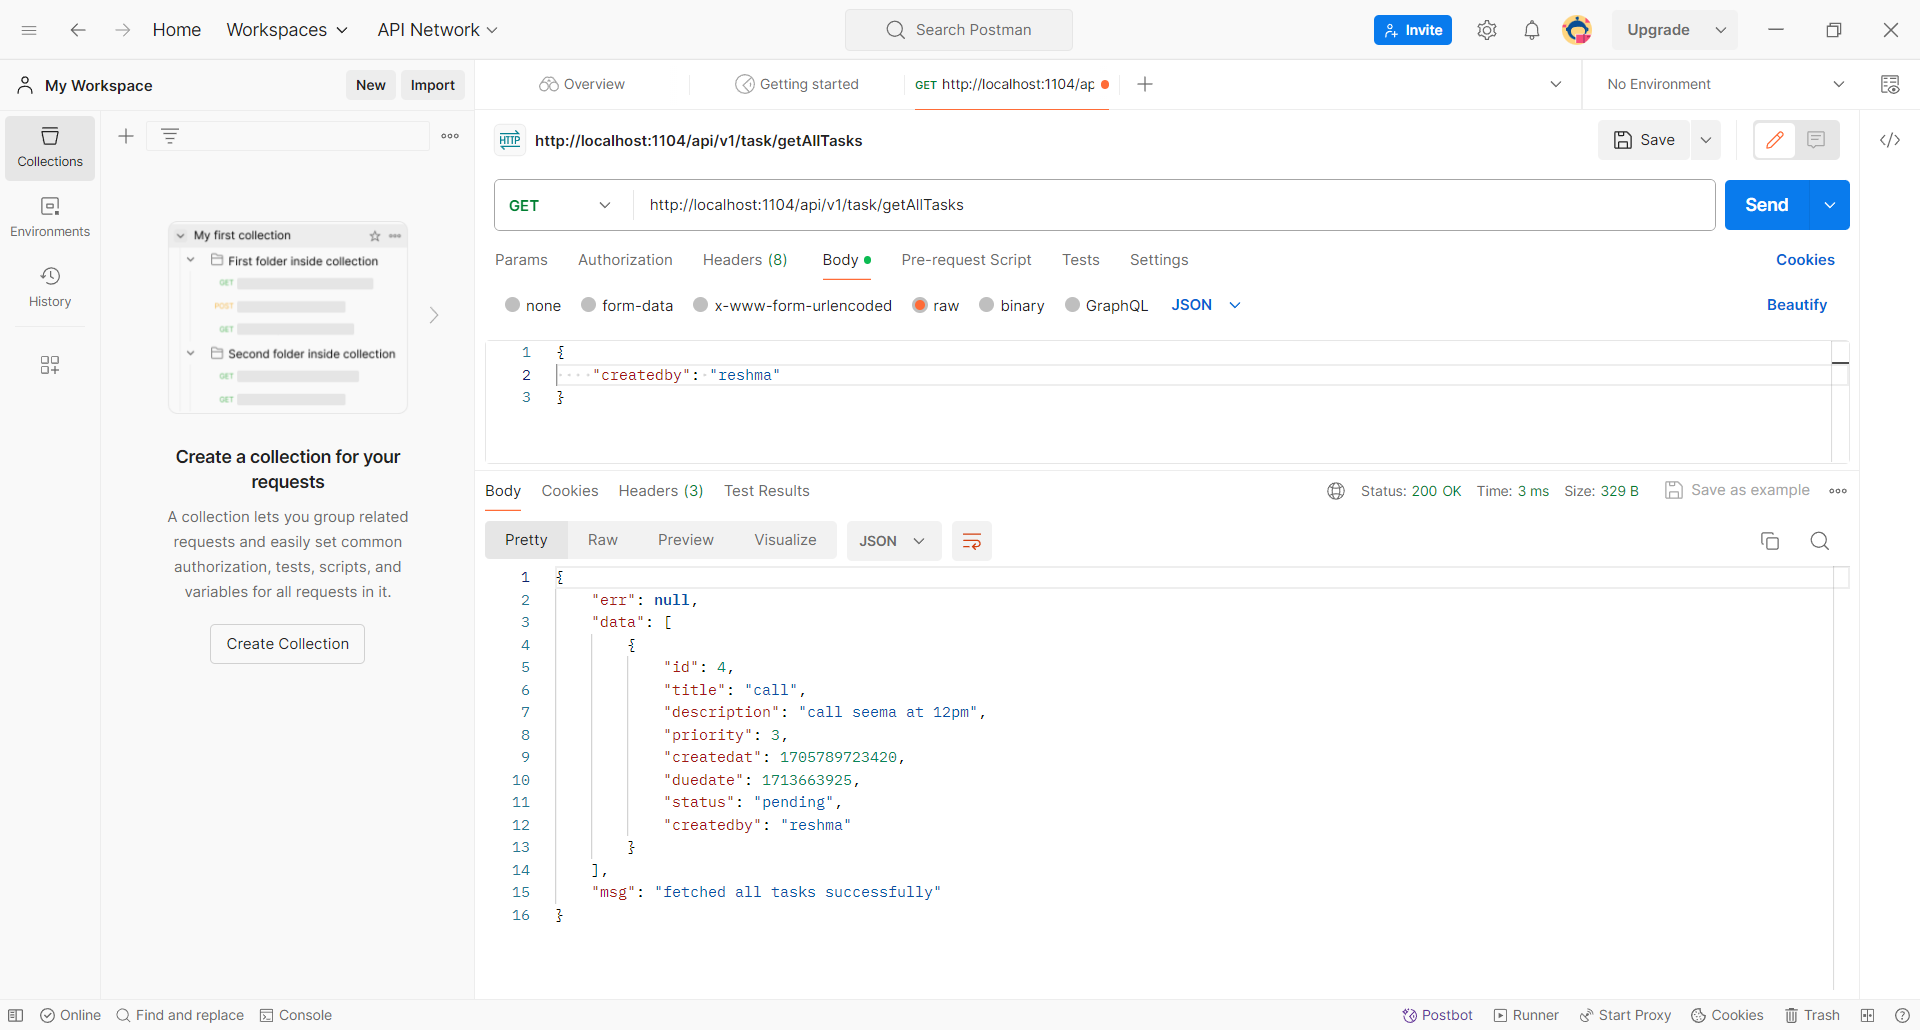 Home Workspaces API Network Search Postman Invite Upgrade
My Workspace New Import Overview Getting started GET http://localhost:1104/ap No Environment
Collections
Environments
History
My first collection
First folder inside collection
GET
POST
GET
Second folder inside collection
GET
GET
Create a collection for your
requests
A collection lets you group related
requests and easily set common
authorization, tests, scripts, and
variables for all requests in it.
Create Collection
HTTP http://localhost:1104/api/v1/task/getAllTasks Save
GET http://localhost:1104/api/v1/task/getAllTasks Send
Params Authorization Headers (8) Body Pre-request Script Tests Settings Cookies
none form-data x-www-form-urlencoded raw binary GraphQL JSON Beautify
1 {
2 "createdby": "reshma"
3 }
Body Cookies Headers (3) Test Results Status: 200 OK Time: 3 ms Size: 329 B Save as example
Pretty Raw Preview Visualize JSON
1 {
2 "err": null,
3 "data": [
4 {
5 "id": 4,
6 "title": "call",
7 "description": "call seema at 12pm",
8 "priority": 3,
9 "createdat": 1705789723420,
10 "duedate": 1713663925,
11 "status": "pending",
12 "createdby": "reshma"
13 }
14 ],
15 "msg": "fetched all tasks successfully"
16 }
Online Find and replace Console Postbot Runner Start Proxy Cookies Trash